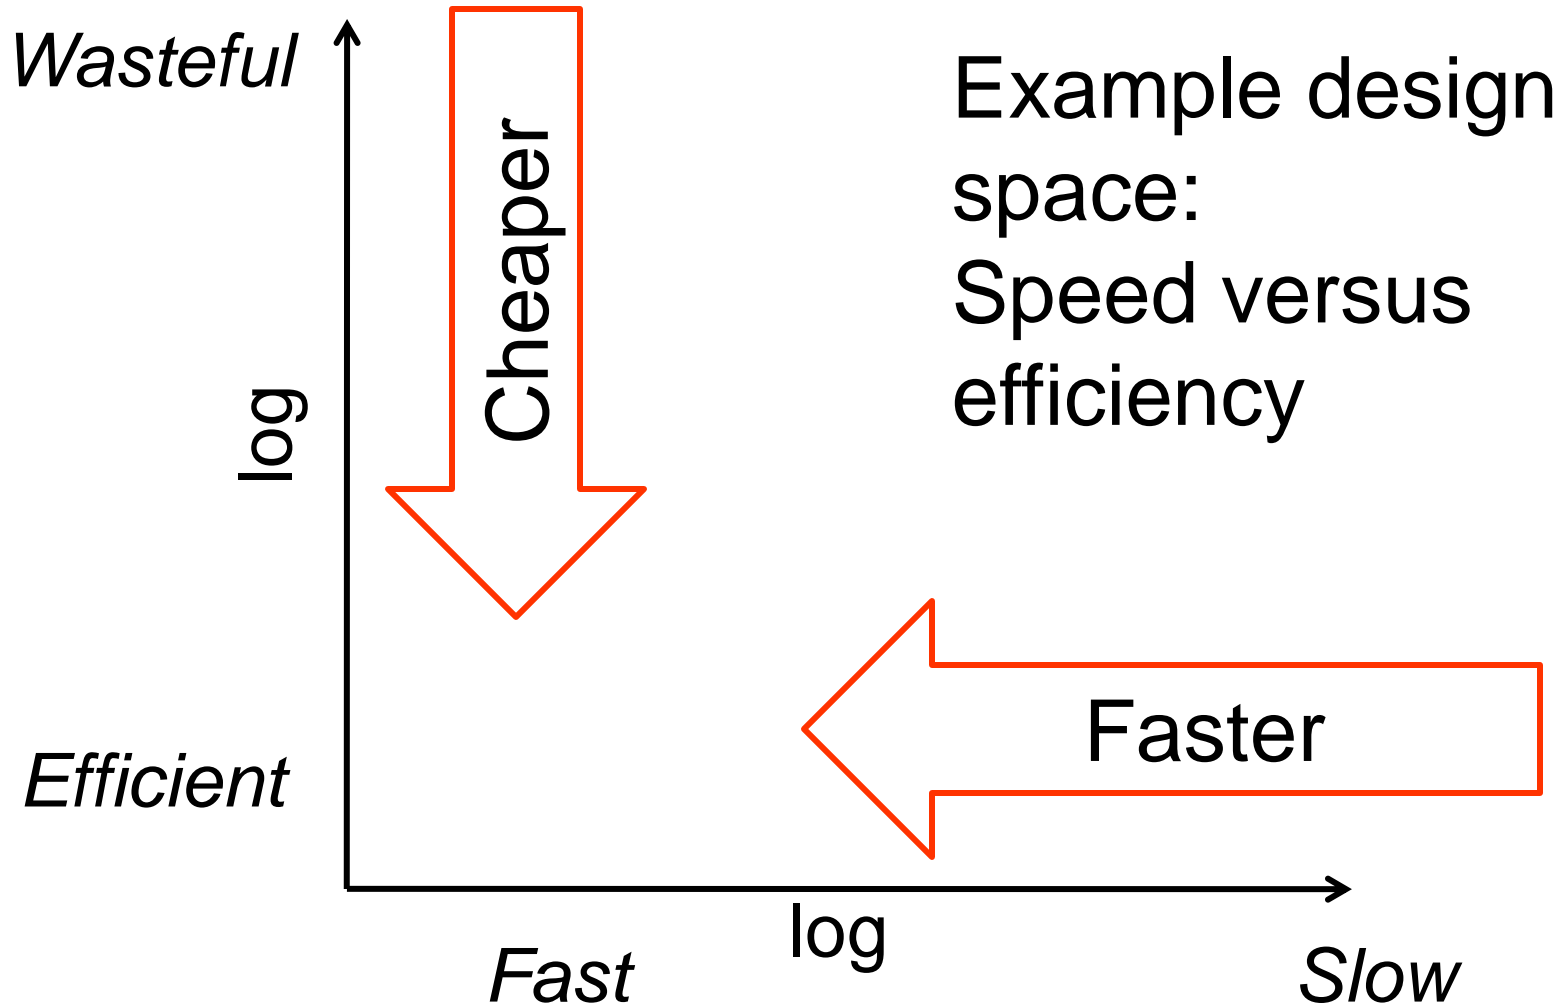 Wasteful
Cheaper
Example design
space:
Speed versus
efficiency
log
Faster
Efficient
log
Fast
Slow